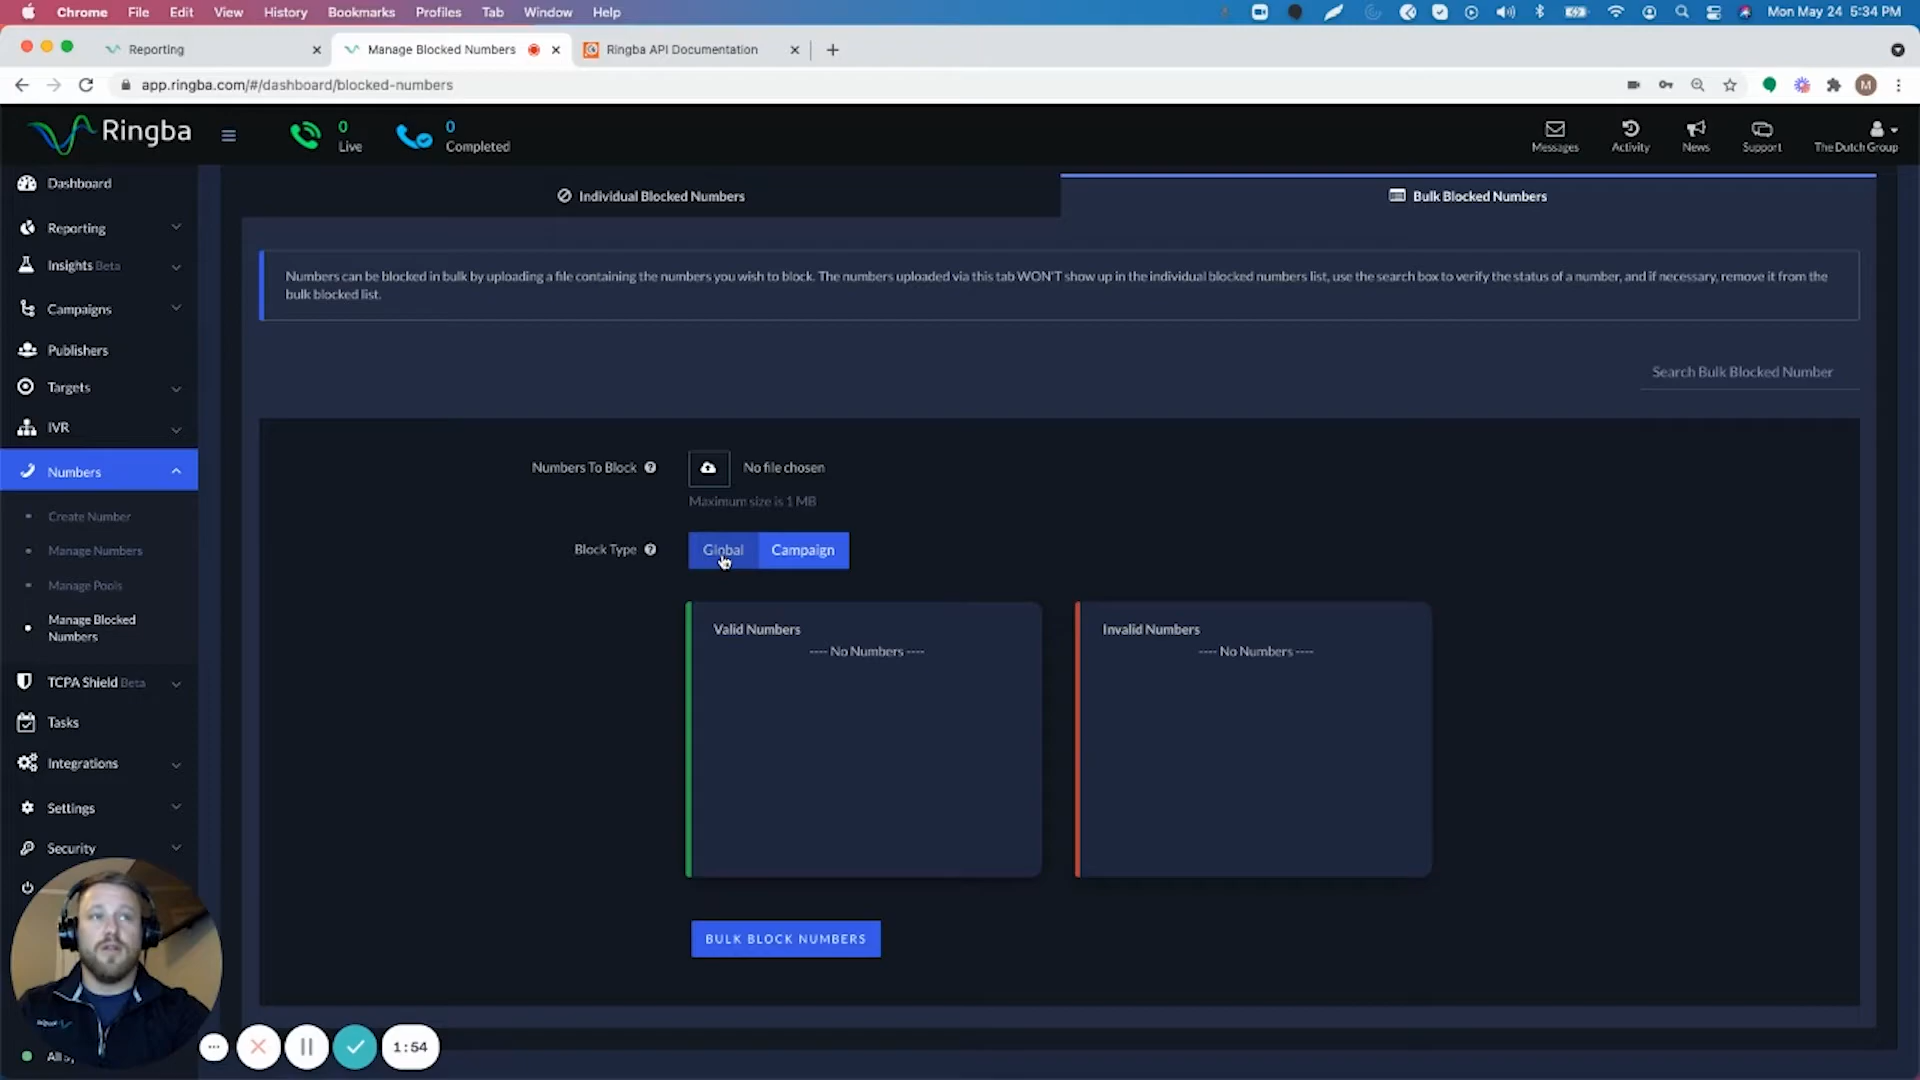 Chrome File Edit View History Bookmarks Profiles Tab Window Help Mon May 24 5:34 PM
Reporting Manage Blocked Numbers Ringba API Documentation
app.ringba.com/#/dashboard/blocked-numbers
M
Ringba
0 Live
0 Completed
Messages Activity News Support The Dutch Group
Dashboard
Reporting
Insights Beta
Campaigns
Publishers
Targets
IVR
Numbers
Create Number
Manage Numbers
Manage Pools
Manage Blocked
Numbers
TCPA Shield Beta
Tasks
Integrations
Settings
Security
Individual Blocked Numbers
Bulk Blocked Numbers
Numbers can be blocked in bulk by uploading a file containing the numbers you wish to block. The numbers uploaded via this tab WON'T show up in the individual blocked numbers list, use the search box to verify the status of a number, and if necessary, remove it from the
bulk blocked list.
Search Bulk Blocked Number
Numbers To Block No file chosen
Maximum size is 1 MB
Block Type Global Campaign
Valid Numbers
---- No Numbers ----
Invalid Numbers
---- No Numbers ----
BULK BLOCK NUMBERS
1:54